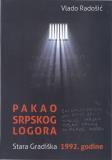 Vlado Radošić
PAKAO
SRPSKOG
LOGORA
Stara Gradiška 1992. godine